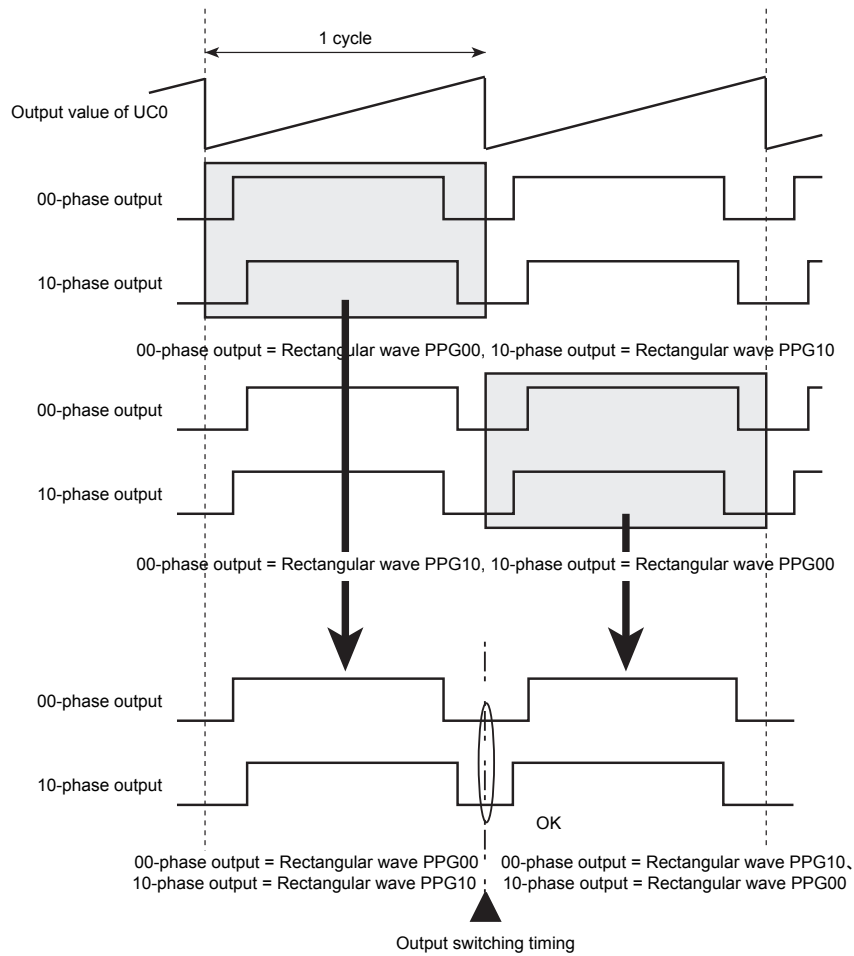 1 cycle
Output value of UC0
00-phase output
10-phase output
00-phase output = Rectangular wave PPG00, 10-phase output = Rectangular wave PPG10
00-phase output
10-phase output
00-phase output = Rectangular wave PPG10, 10-phase output = Rectangular wave PPG00
00-phase output
10-phase output
OK
00-phase output = Rectangular wave PPG00
10-phase output = Rectangular wave PPG10
00-phase output = Rectangular wave PPG10、
10-phase output = Rectangular wave PPG00
Output switching timing